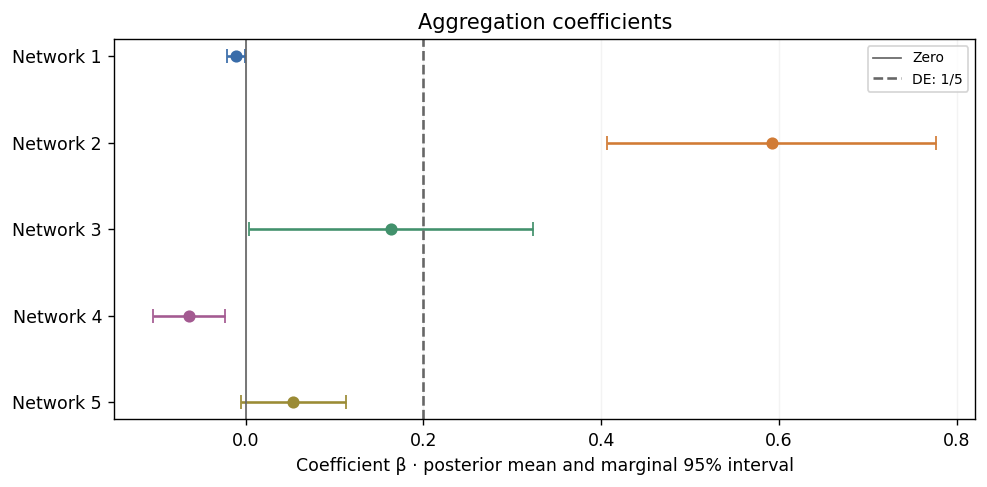 Aggregation coefficients
Network 1
Network 2
Network 3
Network 4
Network 5
Zero
DE: 1/5
0.0 0.2 0.4 0.6 0.8
Coefficient β · posterior mean and marginal 95% interval